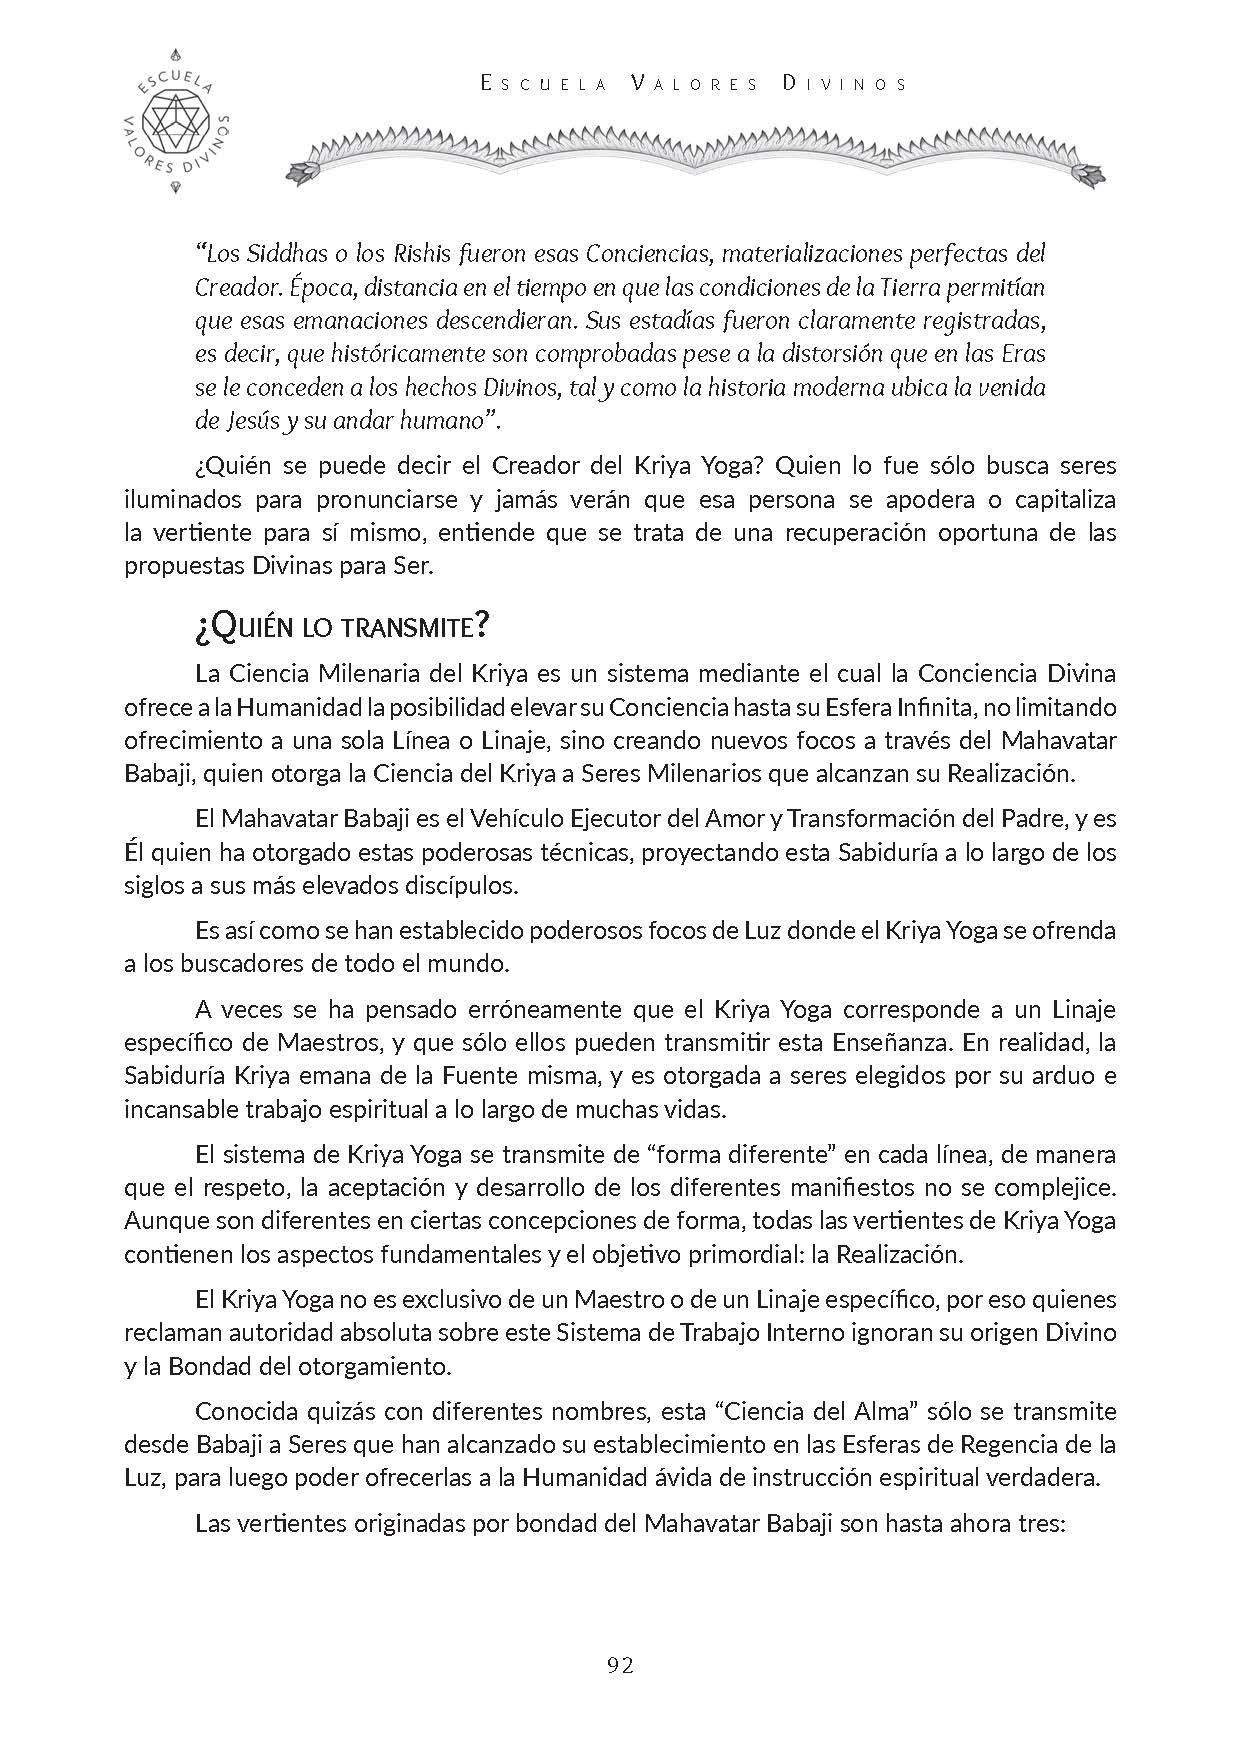 ESCUELA VALORES DIVINOS
ESCUELA VALORES DIVINOS
“Los Siddhas o los Rishis fueron esas Conciencias, materializaciones perfectas del
Creador. Época, distancia en el tiempo en que las condiciones de la Tierra permitían
que esas emanaciones descendieran. Sus estadías fueron claramente registradas,
es decir, que históricamente son comprobadas pese a la distorsión que en las Eras
se le conceden a los hechos Divinos, tal y como la historia moderna ubica la venida
de Jesús y su andar humano”.
¿Quién se puede decir el Creador del Kriya Yoga? Quien lo fue sólo busca seres
iluminados para pronunciarse y jamás verán que esa persona se apodera o capitaliza
la vertiente para sí mismo, entiende que se trata de una recuperación oportuna de las
propuestas Divinas para Ser.
¿QUIÉN LO TRANSMITE?
La Ciencia Milenaria del Kriya es un sistema mediante el cual la Conciencia Divina
ofrece a la Humanidad la posibilidad elevar su Conciencia hasta su Esfera Infinita, no limitando
ofrecimiento a una sola Línea o Linaje, sino creando nuevos focos a través del Mahavatar
Babaji, quien otorga la Ciencia del Kriya a Seres Milenarios que alcanzan su Realización.
El Mahavatar Babaji es el Vehículo Ejecutor del Amor y Transformación del Padre, y es
Él quien ha otorgado estas poderosas técnicas, proyectando esta Sabiduría a lo largo de los
siglos a sus más elevados discípulos.
Es así como se han establecido poderosos focos de Luz donde el Kriya Yoga se ofrenda
a los buscadores de todo el mundo.
A veces se ha pensado erróneamente que el Kriya Yoga corresponde a un Linaje
específico de Maestros, y que sólo ellos pueden transmitir esta Enseñanza. En realidad, la
Sabiduría Kriya emana de la Fuente misma, y es otorgada a seres elegidos por su arduo e
incansable trabajo espiritual a lo largo de muchas vidas.
El sistema de Kriya Yoga se transmite de “forma diferente” en cada línea, de manera
que el respeto, la aceptación y desarrollo de los diferentes manifiestos no se complejice.
Aunque son diferentes en ciertas concepciones de forma, todas las vertientes de Kriya Yoga
contienen los aspectos fundamentales y el objetivo primordial: la Realización.
El Kriya Yoga no es exclusivo de un Maestro o de un Linaje específico, por eso quienes
reclaman autoridad absoluta sobre este Sistema de Trabajo Interno ignoran su origen Divino
y la Bondad del otorgamiento.
Conocida quizás con diferentes nombres, esta “Ciencia del Alma” sólo se transmite
desde Babaji a Seres que han alcanzado su establecimiento en las Esferas de Regencia de la
Luz, para luego poder ofrecerlas a la Humanidad ávida de instrucción espiritual verdadera.
Las vertientes originadas por bondad del Mahavatar Babaji son hasta ahora tres:
92